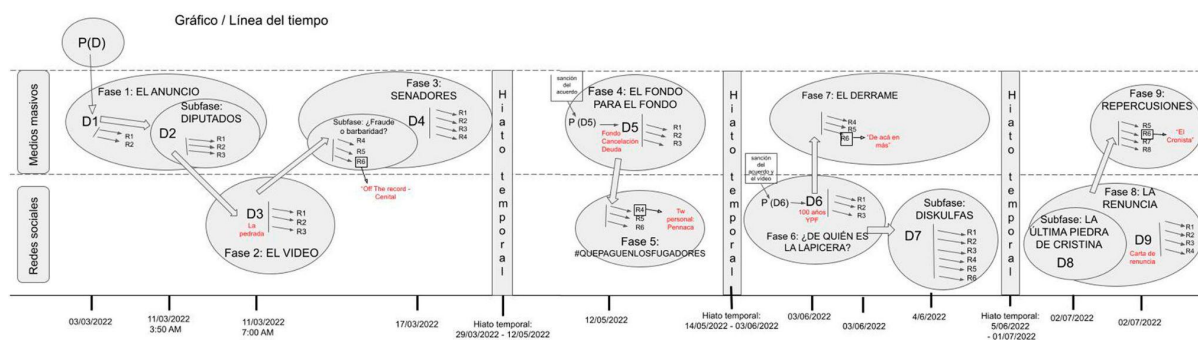 Gráfico / Línea del tiempo
Medios masivos
Redes sociales
P(D)
Fase 1: EL ANUNCIO
D1
R1
R2
Subfase:
DIPUTADOS
D2
R1
R2
R3
D3
La
pedrada
R1
R2
R3
Fase 2: EL VIDEO
Fase 3:
SENADORES
Subfase: ¿Fraude
o barbaridad?
R4
R5
R6
"Off The record -
Cenital
D4
R1
R2
R3
R4
Hiato temporal
sanción
del
acuerdo
Fase 4: EL FONDO
PARA EL FONDO
P (D5)
D5
Fondo
Cancelación
Deuda
R1
R2
R3
R4
R5
R6
Tw
personal:
Pennaca
Fase 5:
#QUEPAGUENLOSFUGADORES
Hiato temporal
Fase 7: EL DERRAME
R4
R5
R6
"De acá en
más"
sanción
del
acuerdo y
el video
P (D6)
D6
100 años
YPF
R1
R2
R3
Fase 6: ¿DE QUIÉN ES
LA LAPICERA?
Subfase:
DISKULFAS
D7
R1
R2
R3
R4
R5
R6
Hiato temporal
Fase 9:
REPERCUSIONES
R5
R6
R7
R8
"El
Cronista"
Fase 8: LA
RENUNCIA
Subfase: LA
ÚLTIMA PIEDRA
DE CRISTINA
D8
D9
Carta de
renuncia
R1
R2
R3
R4
03/03/2022
11/03/2022
3:50 AM
11/03/2022
7:00 AM
17/03/2022
Hiato temporal:
29/03/2022 - 12/05/2022
12/05/2022
Hiato temporal:
14/05/2022 - 03/06/2022
03/06/2022
03/06/2022
4/6/2022
Hiato temporal:
5/06/2022
- 01/07/2022
02/07/2022
02/07/2022